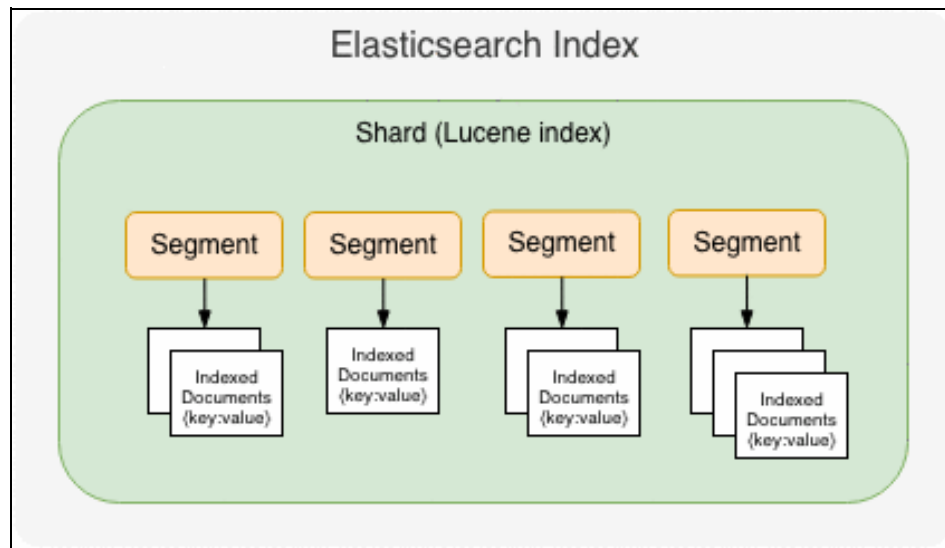 Elasticsearch Index
Shard (Lucene index)
Segment
Segment
Segment
Segment
Indexed
Documents
{key:value}
Indexed
Documents
{key:value}
Indexed
Documents
{key:value}
Indexed
Documents
{key:value}